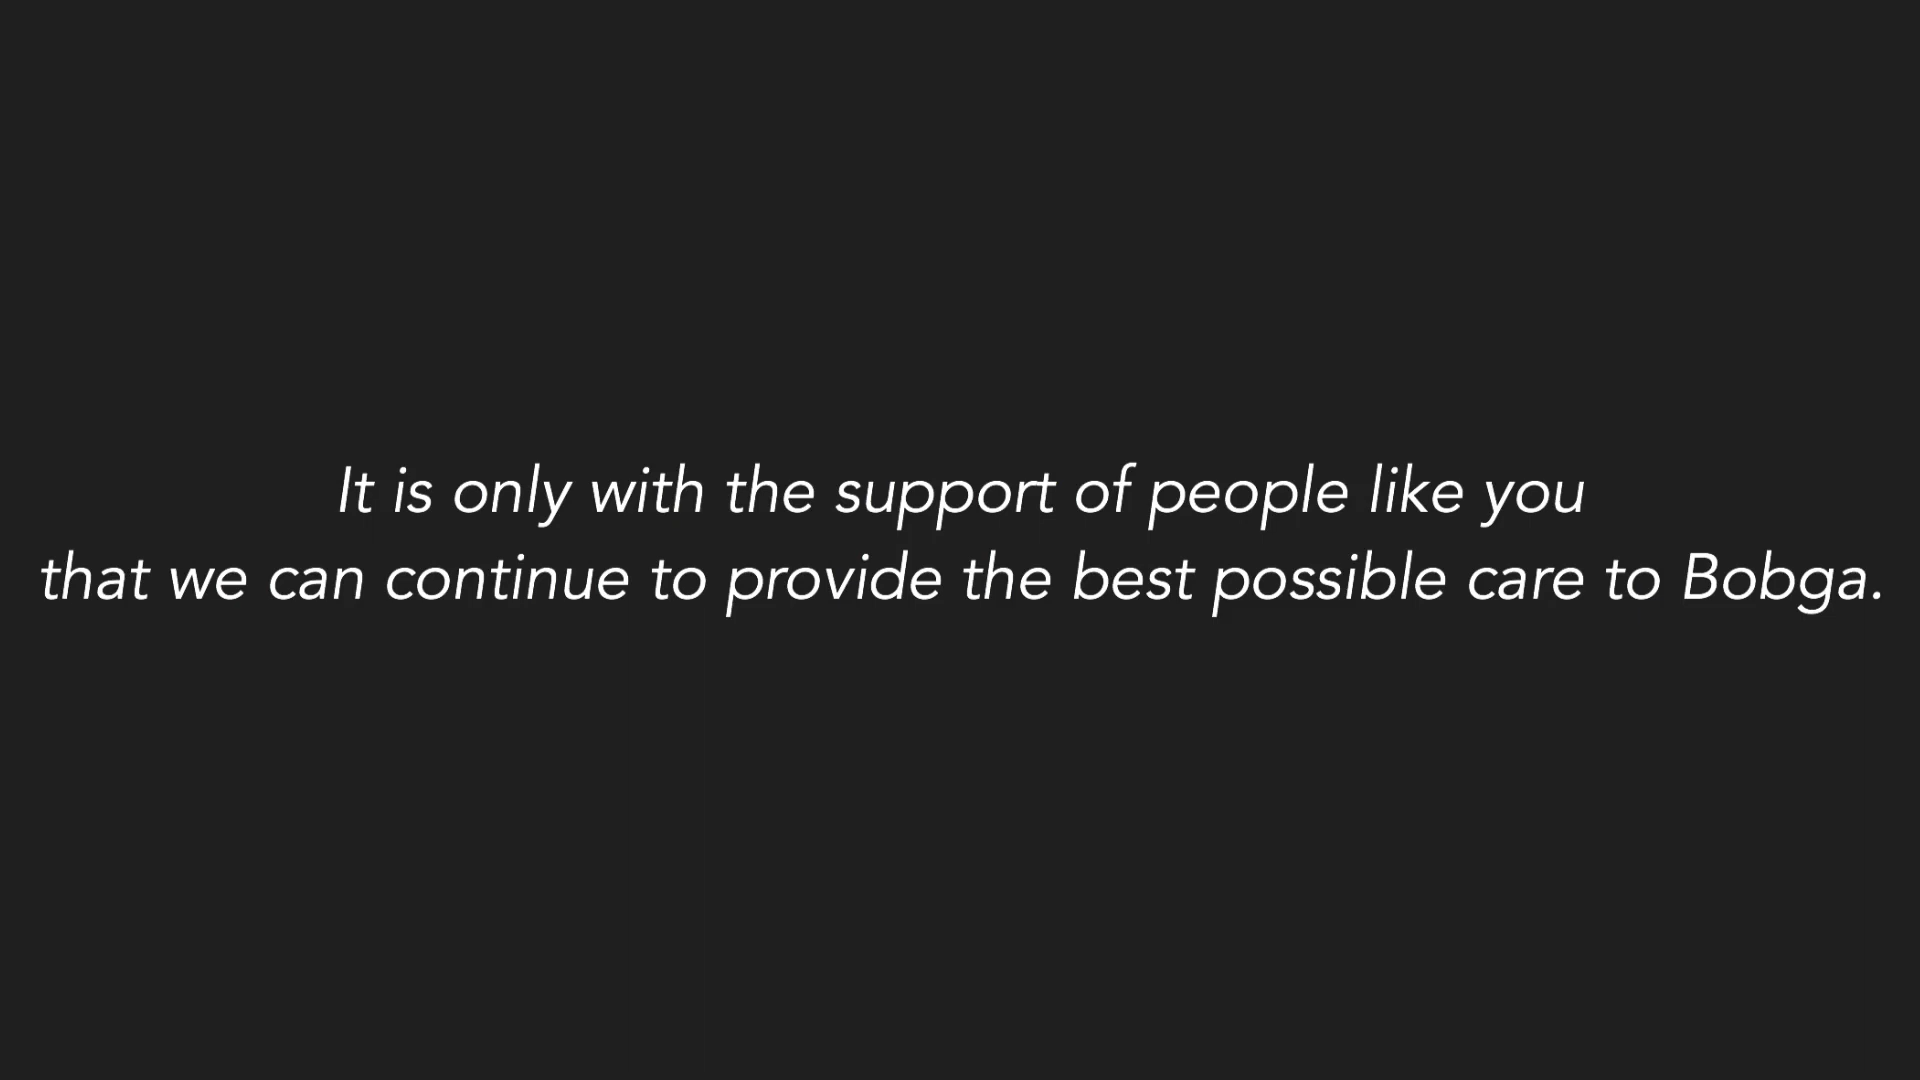 It is only with the support of people like you
that we can continue to provide the best possible care to Bobga.